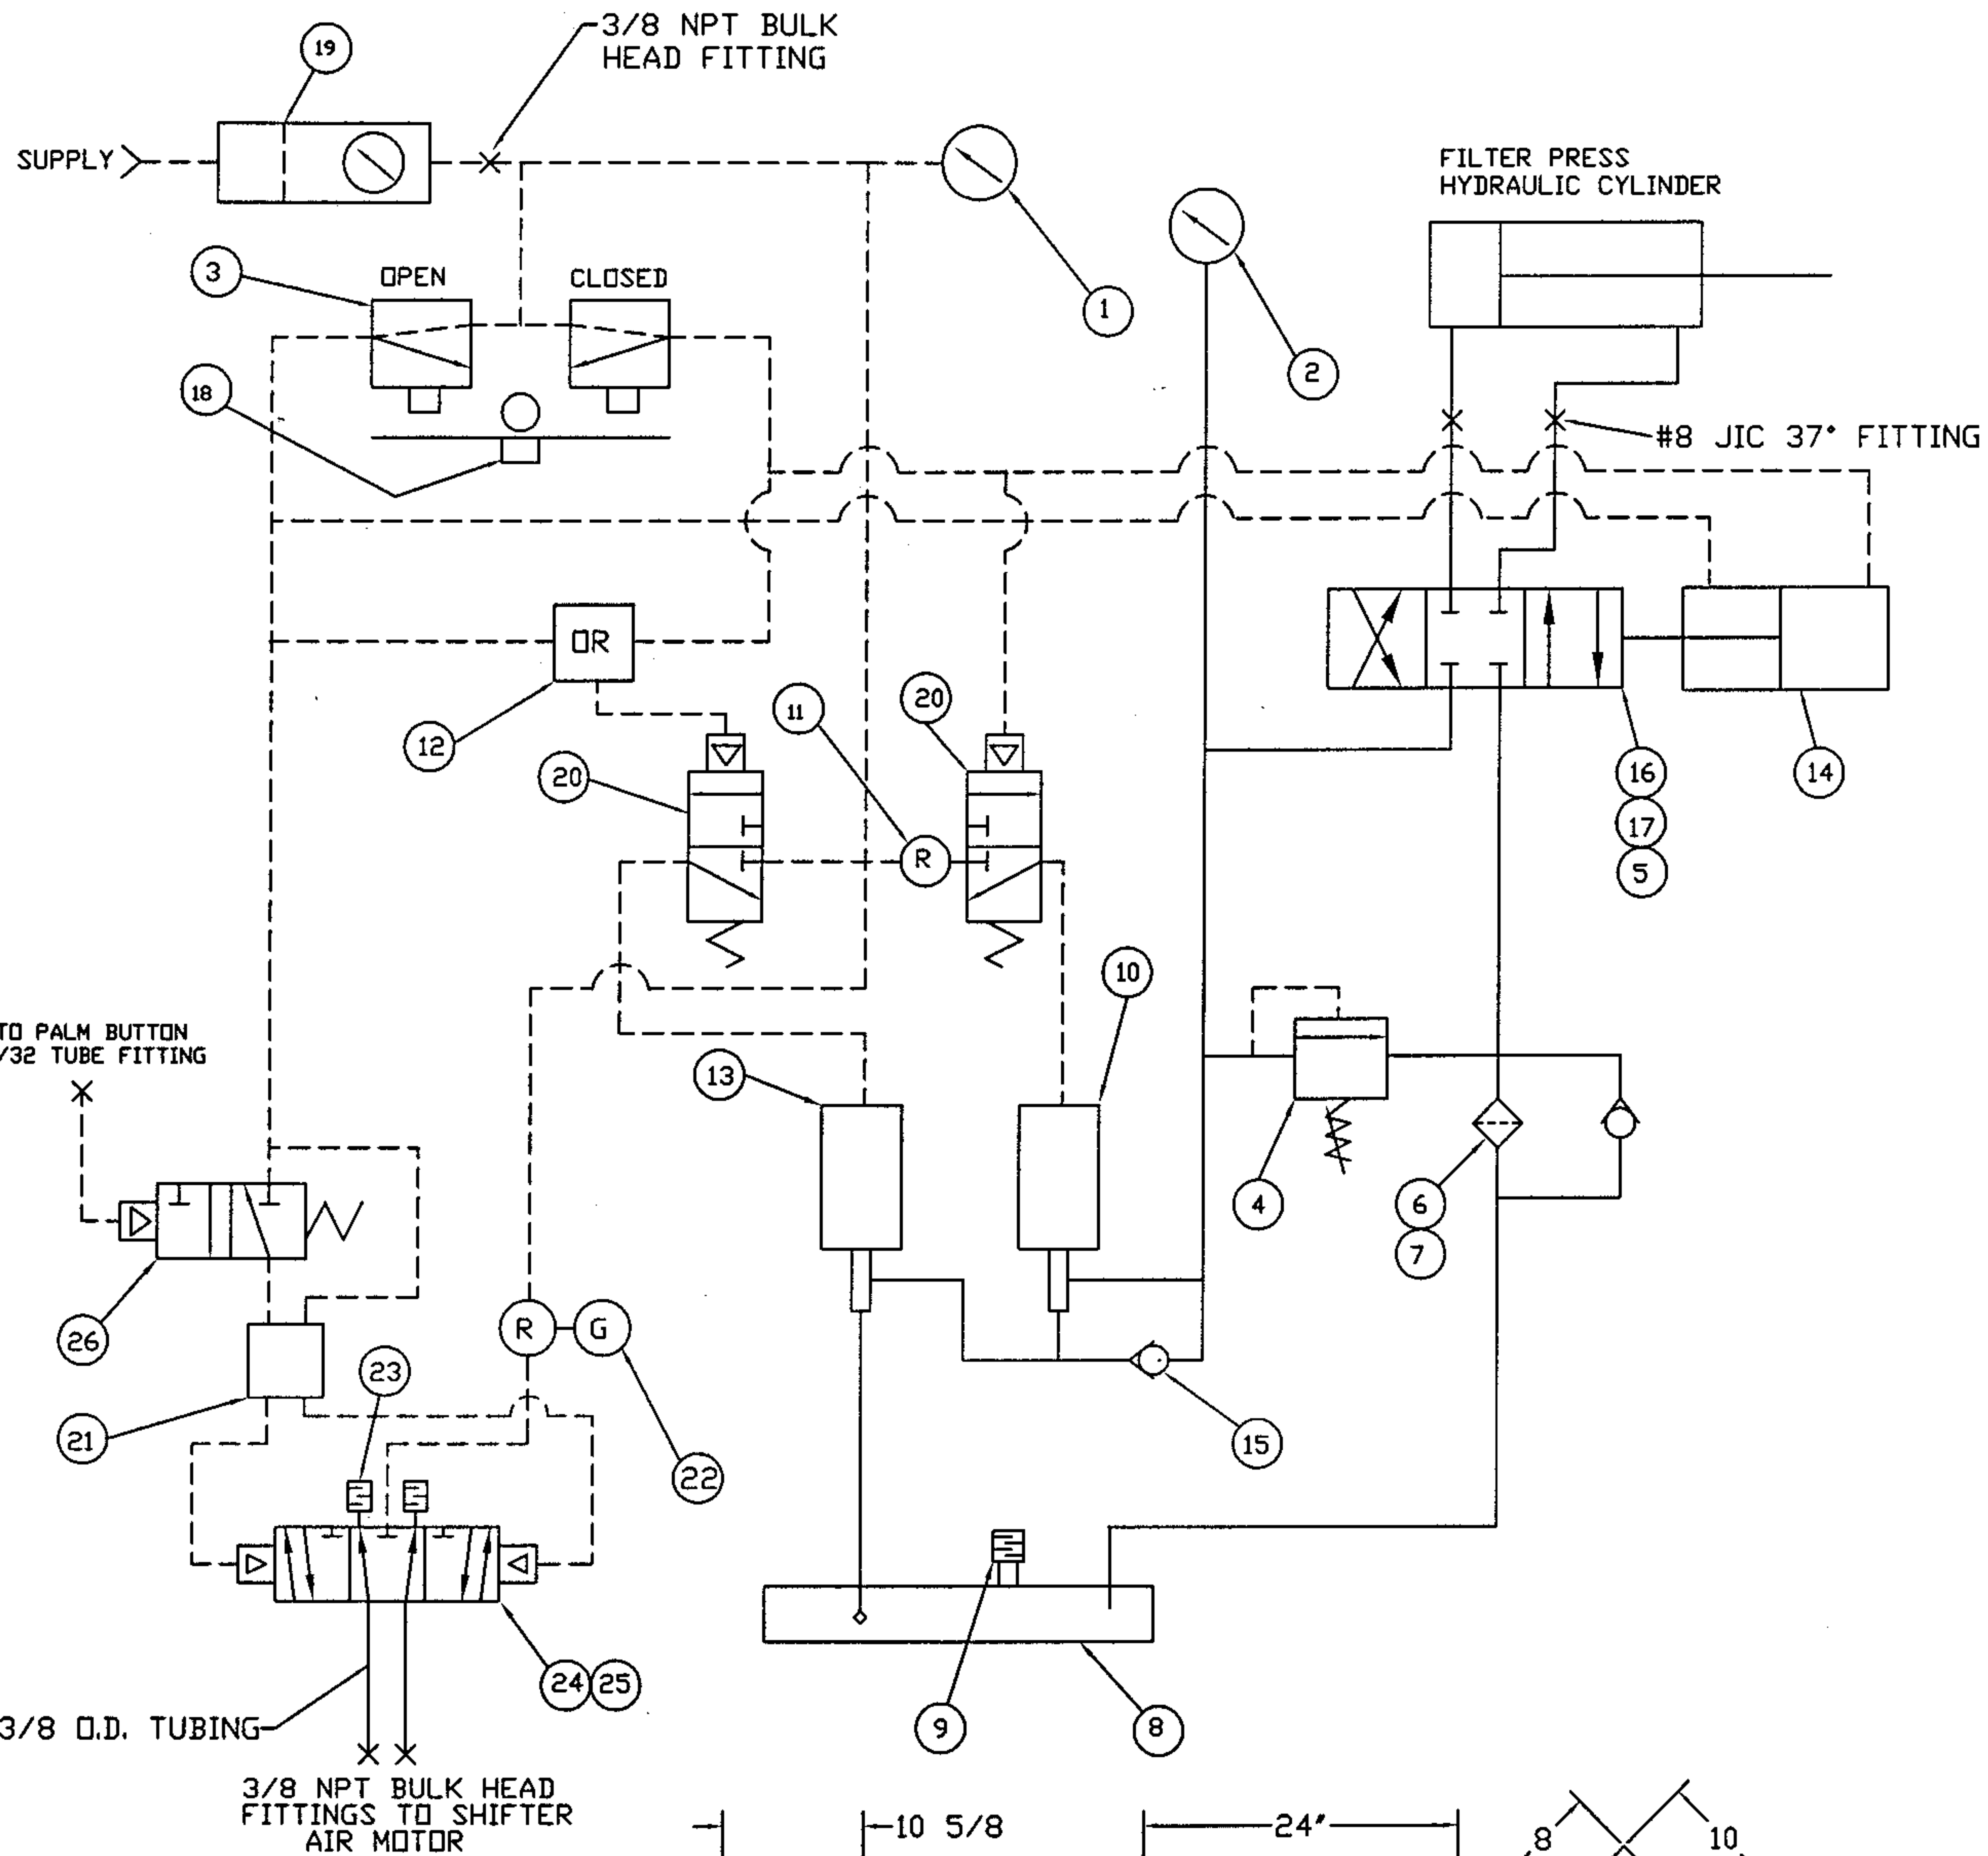 3/8 NPT BULK
HEAD FITTING
19
SUPPLY
FILTER PRESS
HYDRAULIC CYLINDER
3
OPEN
CLOSED
1
2
18
#8 JIC 37° FITTING
OR
12
11
20
20
14
16
17
5
R
10
TO PALM BUTTON
/32 TUBE FITTING
13
4
6
7
26
R
G
23
21
22
15
24
25
9
8
3/8 O.D. TUBING
3/8 NPT BULK HEAD
FITTINGS TO SHIFTER
AIR MOTOR
10 5/8
24"
8
10